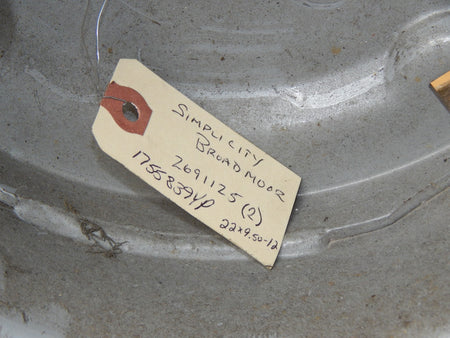 SIMPLICITY
BROADMOOR
2691125 (2)
1755839YP
22x9.50-12